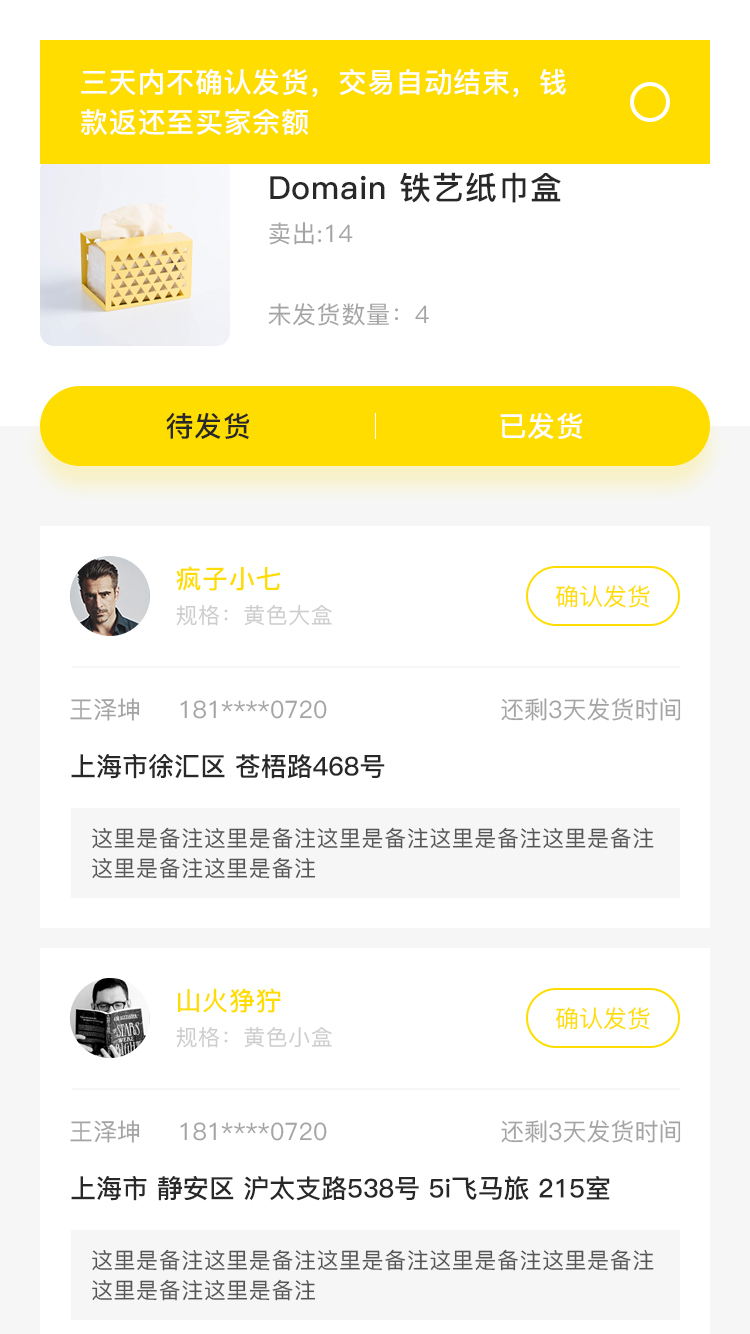 三天内不确认发货，交易自动结束，钱
款返还至买家余额
Domain 铁艺纸巾盒
卖出:14
未发货数量：4
待发货
已发货
疯子小七
规格：黄色大盒
确认发货
王泽坤 181****0720 还剩3天发货时间
上海市徐汇区 苍梧路468号
这里是备注这里是备注这里是备注这里是备注这里是备注
这里是备注这里是备注
山火狰狞
规格：黄色小盒
确认发货
STARS
RIGHT
王泽坤 181****0720 还剩3天发货时间
上海市 静安区 沪太支路538号 5i飞马旅 215室
这里是备注这里是备注这里是备注这里是备注这里是备注
这里是备注这里是备注